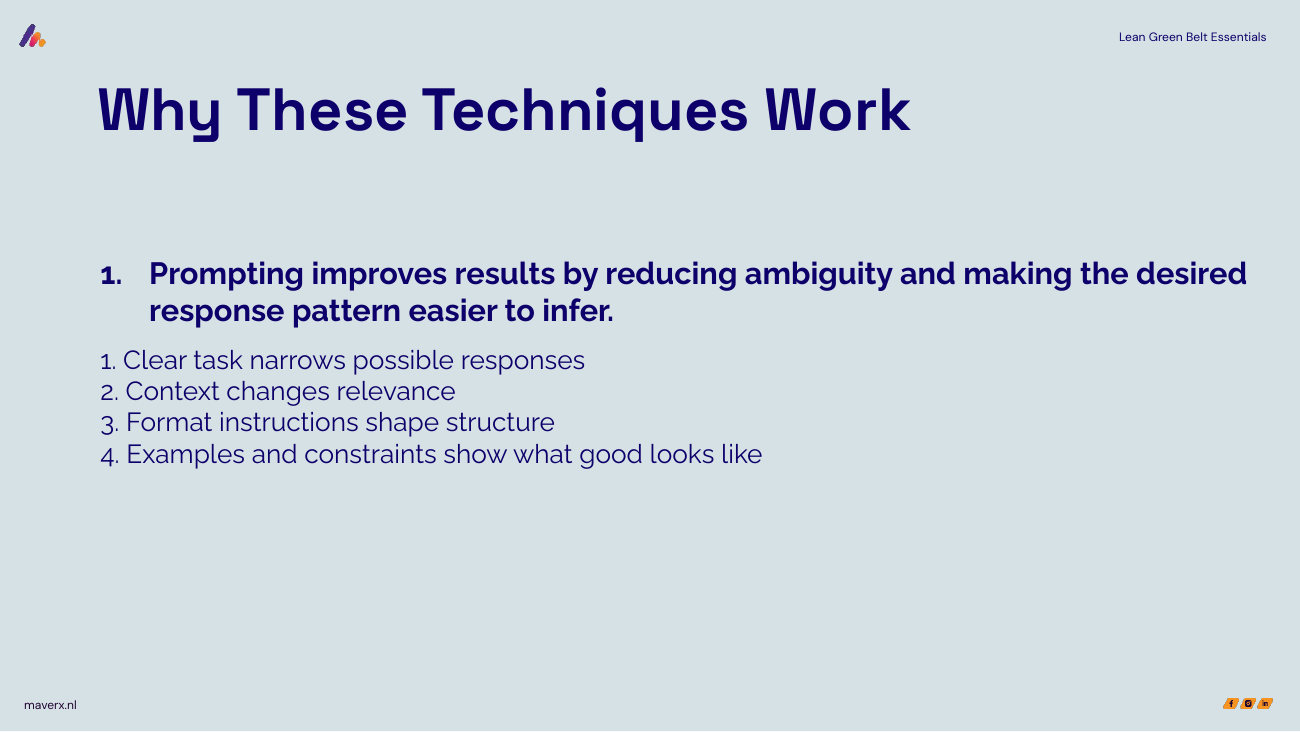 Lean Green Belt Essentials
Why These Techniques Work
1. Prompting improves results by reducing ambiguity and making the desired
response pattern easier to infer.
1. Clear task narrows possible responses
2. Context changes relevance
3. Format instructions shape structure
4. Examples and constraints show what good looks like
maverx.nl